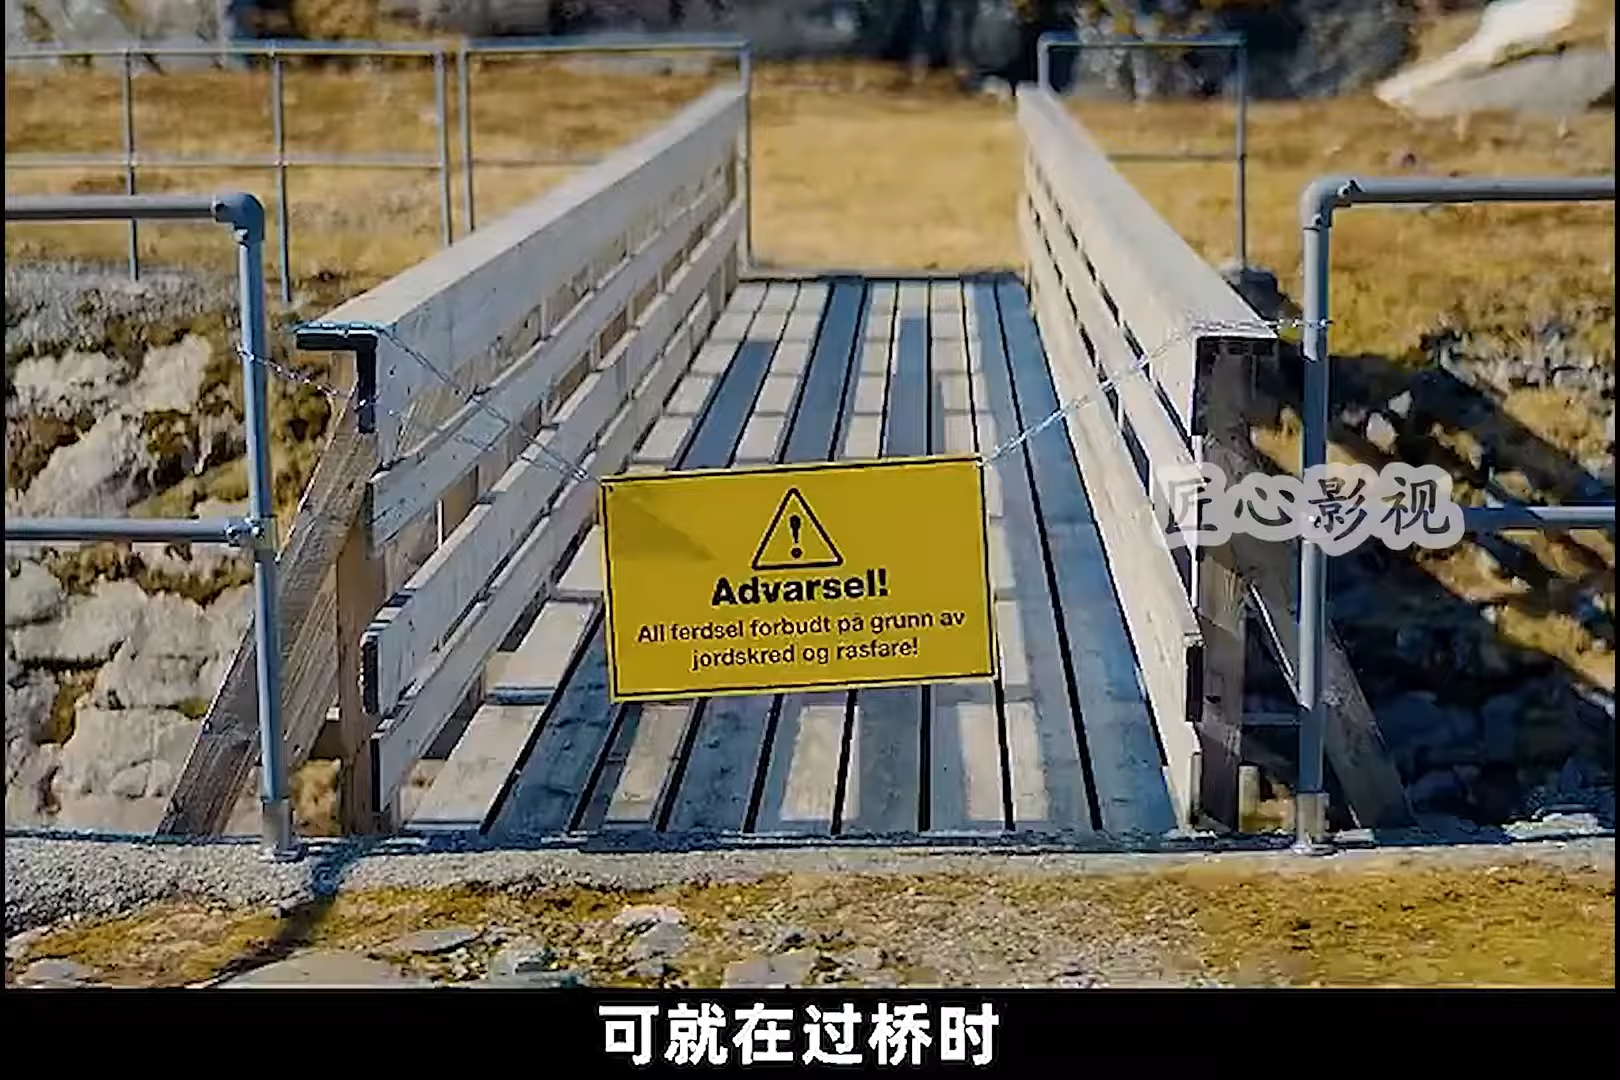 匠心影视
Advarsel!
All ferdsel forbudt på grunn av
jordskred og rasfare!
可就在过桥时